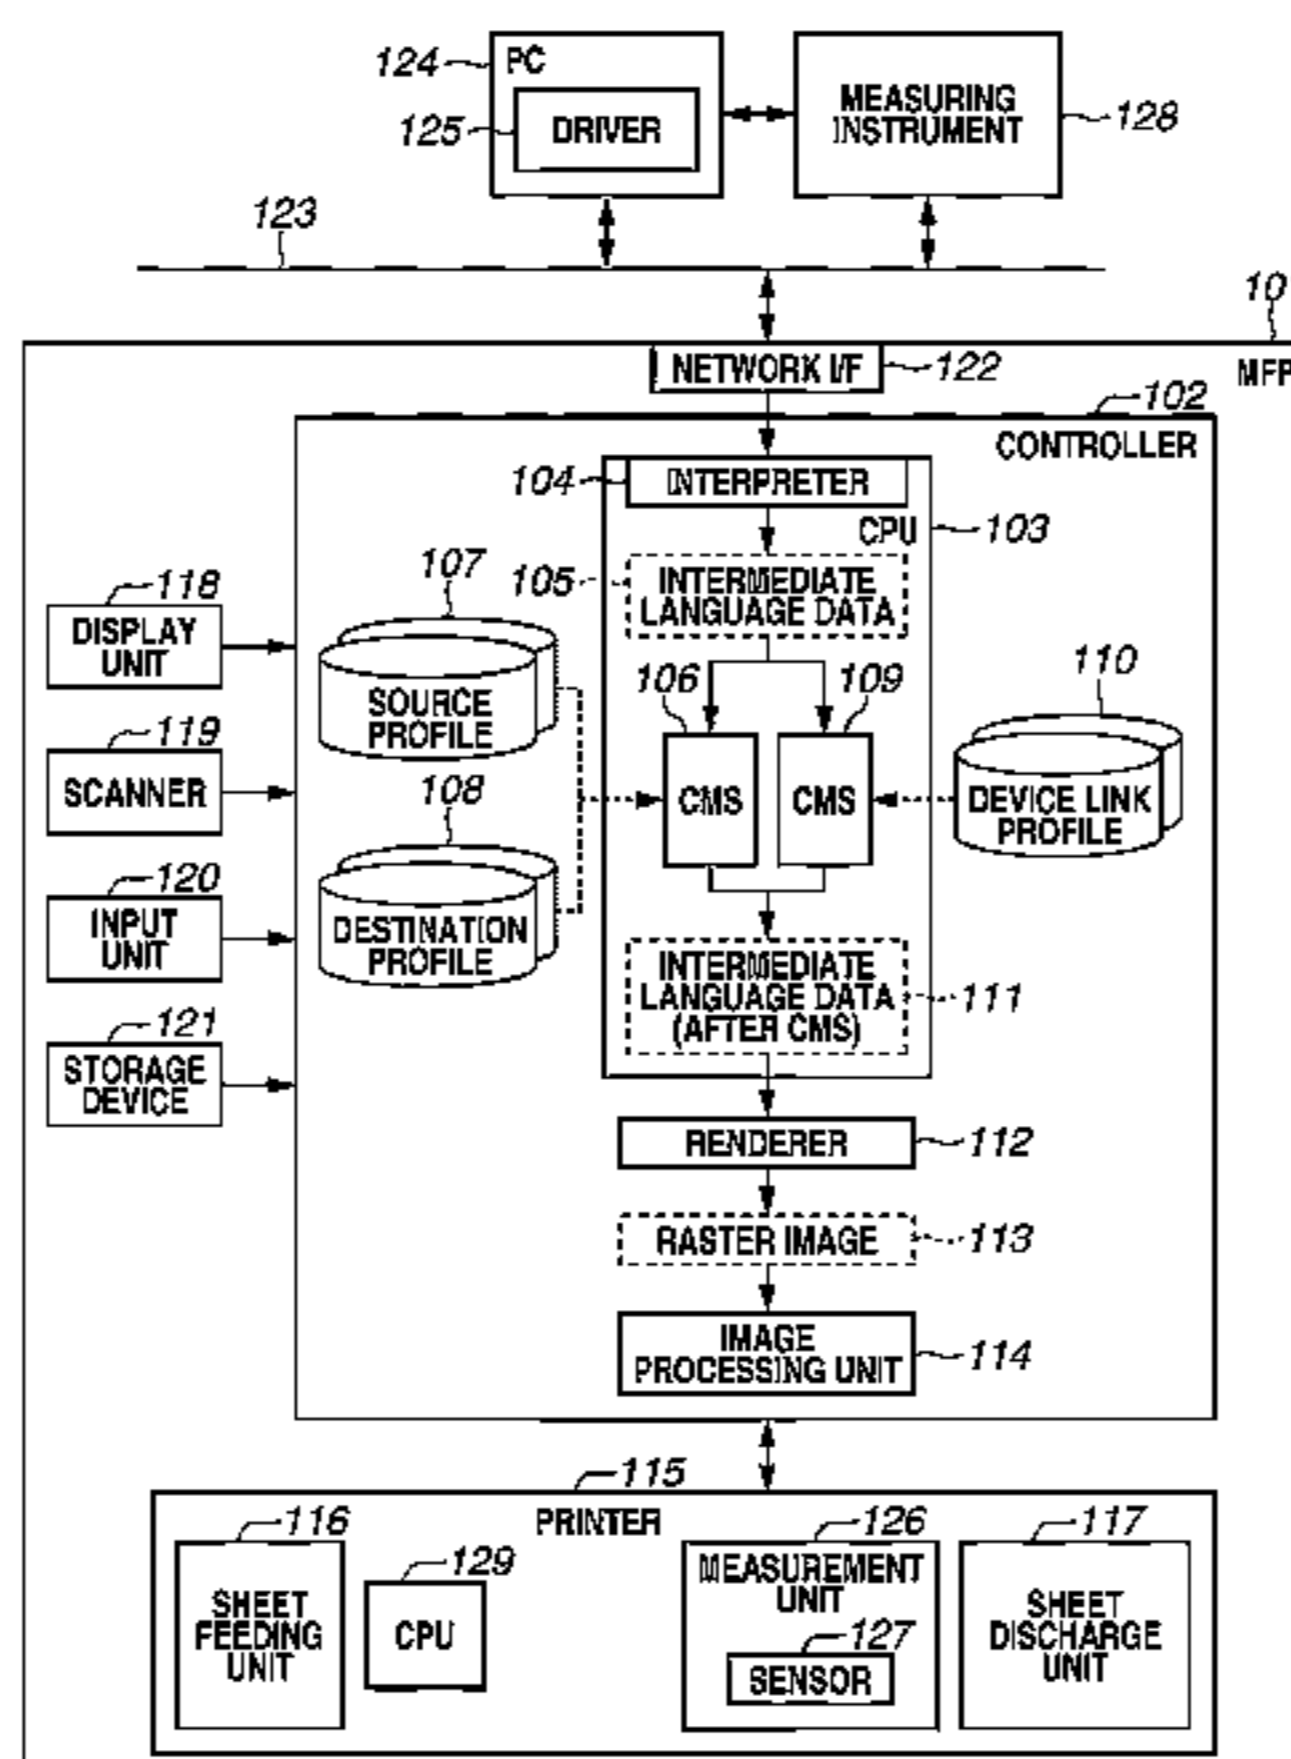 124
PC
125
DRIVER
MEASURING
INSTRUMENT
128
123
10
MFP
NETWORK I/F
122
102
CONTROLLER
104
INTERPRETER
CPU
103
105
INTERMEDIATE
LANGUAGE DATA
118
DISPLAY
UNIT
107
SOURCE
PROFILE
106
109
110
119
SCANNER
108
CMS
CMS
DEVICE LINK
PROFILE
120
INPUT
UNIT
DESTINATION
PROFILE
INTERMEDIATE
LANGUAGE DATA
(AFTER CMS)
111
121
STORAGE
DEVICE
RENDERER
112
RASTER IMAGE
113
IMAGE
PROCESSING UNIT
114
115
PRINTER
116
SHEET
FEEDING
UNIT
129
CPU
126
MEASUREMENT
UNIT
127
SENSOR
117
SHEET
DISCHARGE
UNIT